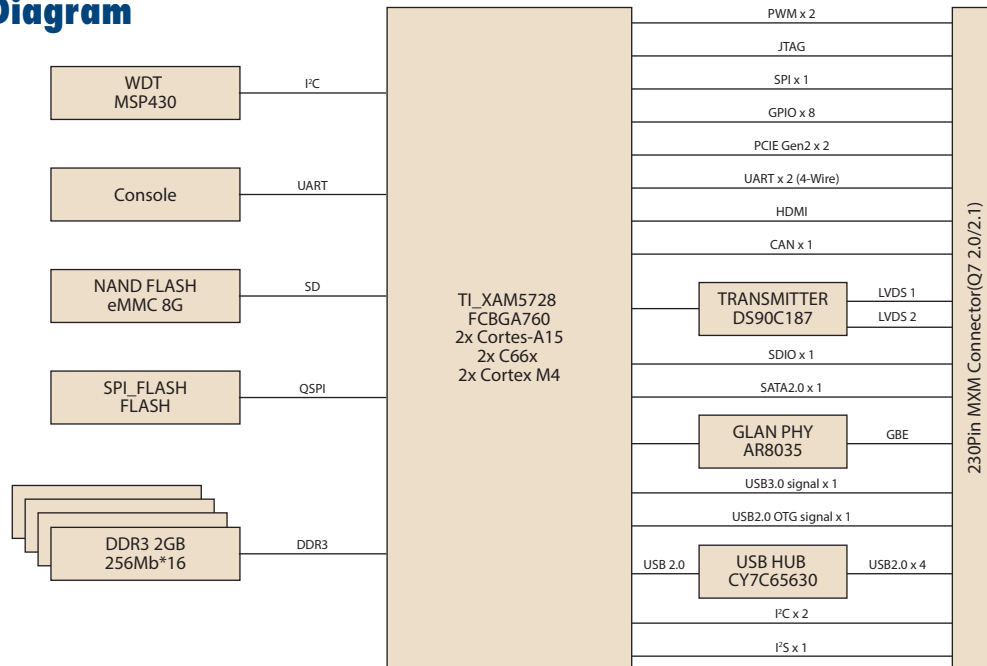 Diagram
WDT
MSP430
I²C
Console
UART
NAND FLASH
eMMC 8G
SD
SPI_FLASH
FLASH
QSPI
DDR3 2GB
256Mb*16
DDR3
TI_XAM5728
FCBGA760
2x Cortes-A15
2x C66x
2x Cortex M4
PWM x 2
JTAG
SPI x 1
GPIO x 8
PCIE Gen2 x 2
UART x 2 (4-Wire)
HDMI
CAN x 1
TRANSMITTER
DS90C187
LVDS 1
LVDS 2
SDIO x 1
SATA2.0 x 1
GLAN PHY
AR8035
GBE
USB3.0 signal x 1
USB2.0 OTG signal x 1
USB 2.0
USB HUB
CY7C65630
USB2.0 x 4
I²C x 2
I²S x 1
230Pin MXM Connector(Q7 2.0/2.1)